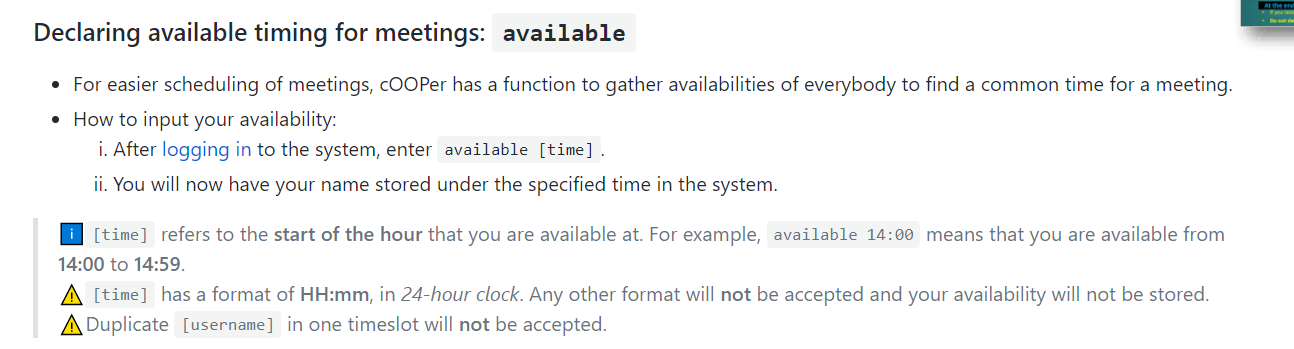 Declaring available timing for meetings: available
At the end
If you
Do not
• For easier scheduling of meetings, cOOPer has a function to gather availabilities of everybody to find a common time for a meeting.
• How to input your availability:
i. After logging in to the system, enter available [time] .
ii. You will now have your name stored under the specified time in the system.
i [time] refers to the start of the hour that you are available at. For example, available 14:00 means that you are available from
14:00 to 14:59.
⚠ [time] has a format of HH:mm, in 24-hour clock. Any other format will not be accepted and your availability will not be stored.
⚠ Duplicate [username] in one timeslot will not be accepted.